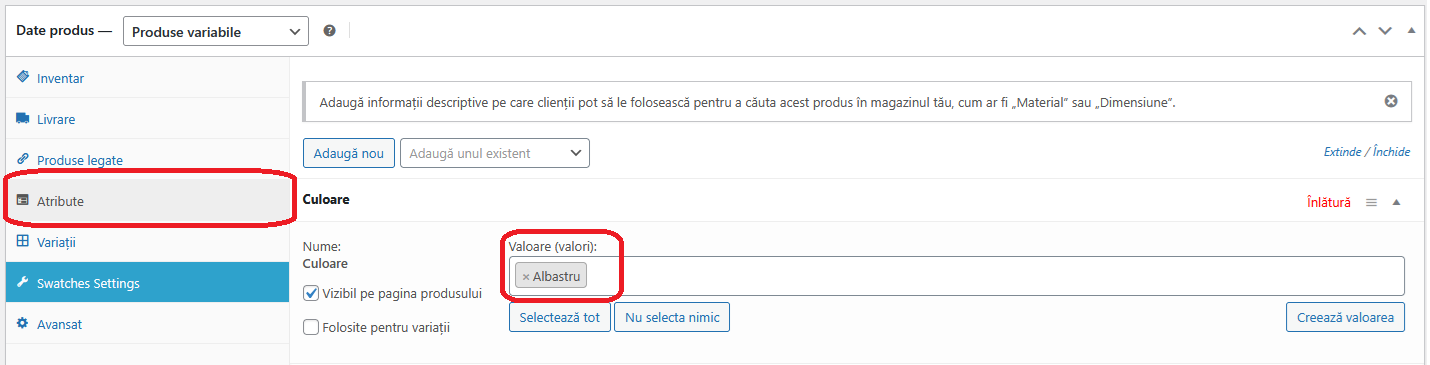 Date produs — Produse variabile
Inventar
Livrare
Produse legate
Atribute
Variații
Swatches Settings
Avansat
Adaugă informații descriptive pe care clienții pot să le folosească pentru a căuta acest produs în magazinul tău, cum ar fi „Material” sau „Dimensiune”.
Adaugă nou Adaugă unul existent Extinde / Închide
Culoare Înlătură
Nume: Valoare (valori):
Culoare × Albastru
Vizibil pe pagina produsului
Selectează tot Nu selecta nimic Creează valoarea
Folosite pentru variații